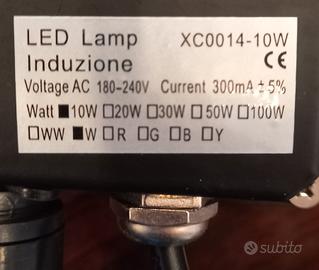 LED Lamp XC0014-10W
Induzione CE
Voltage AC 180-240V Current 300mA ±5%
Watt ■10W □20W □30W □50W □100W
□WW ■W □R □G □B □Y
subito